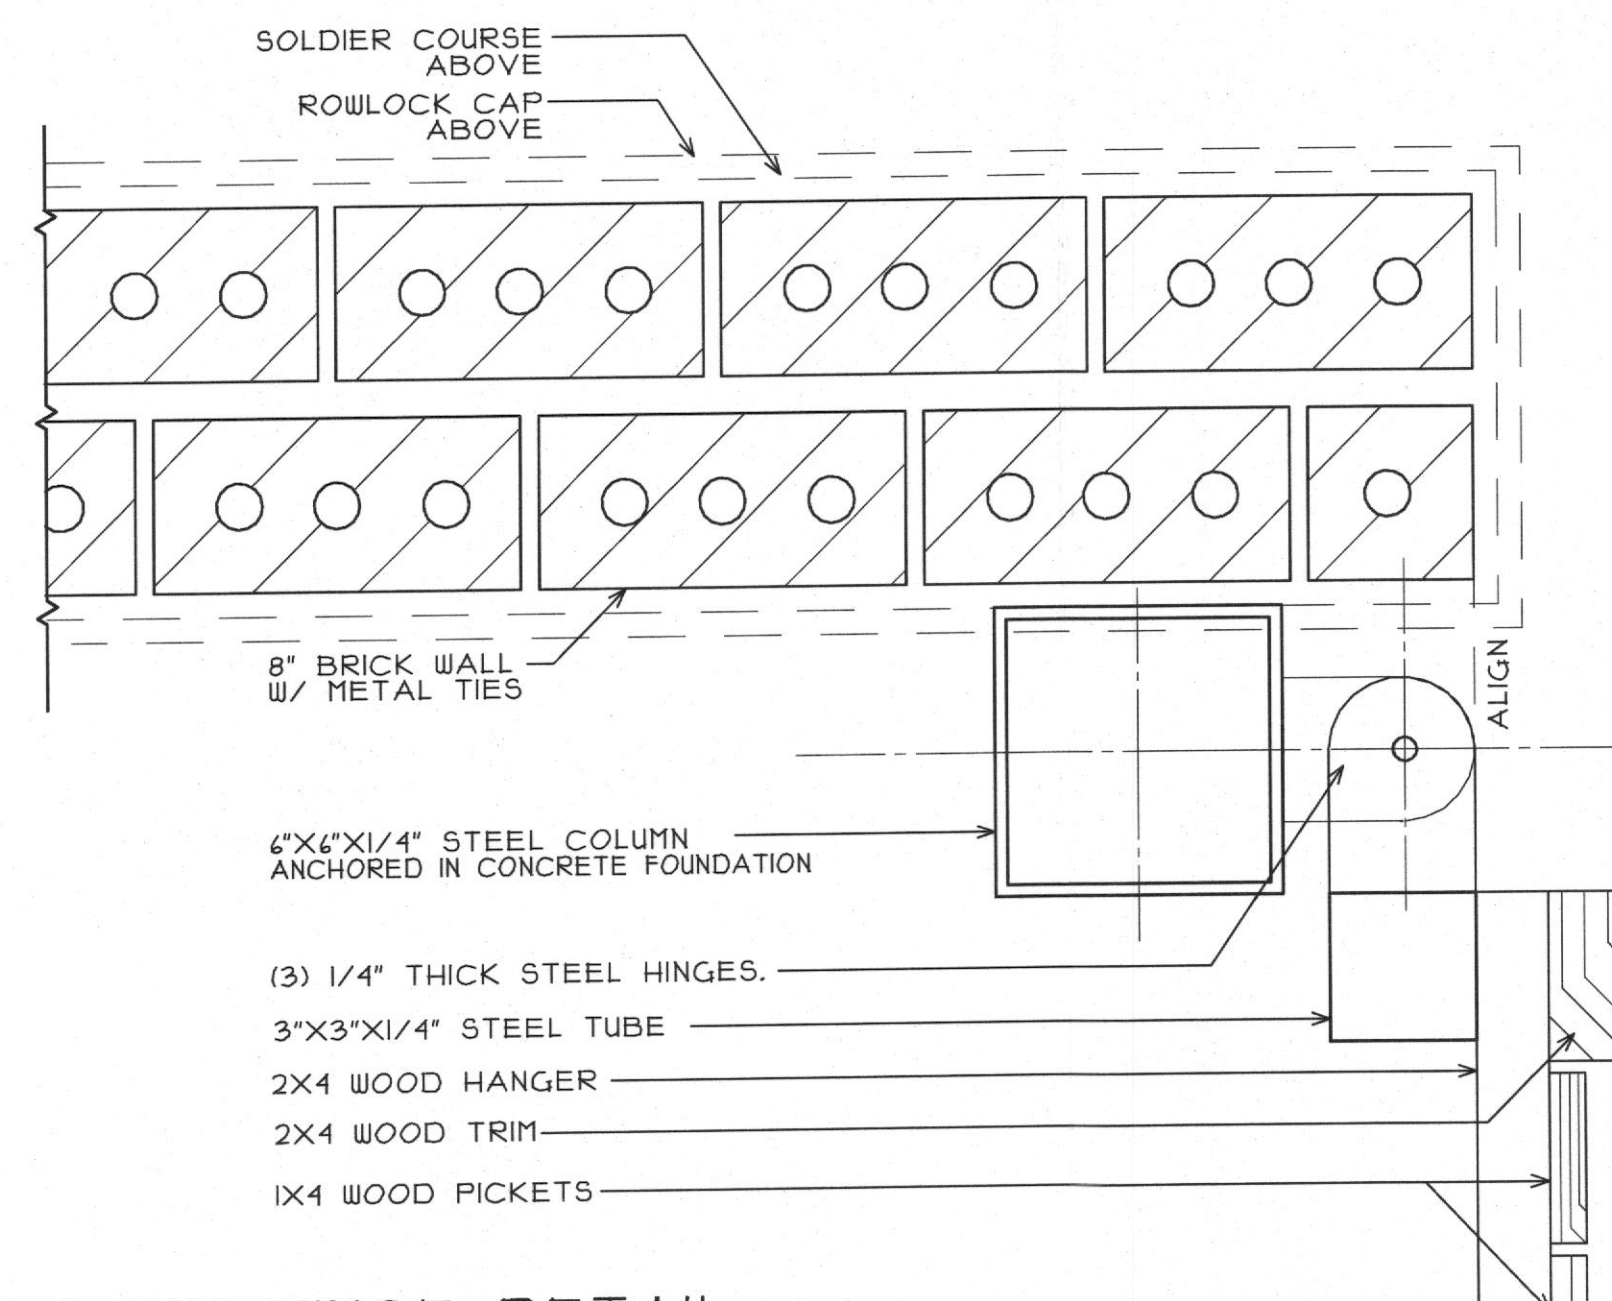 SOLDIER COURSE
ABOVE
ROWLOCK CAP
ABOVE
8" BRICK WALL
W/ METAL TIES
ALIGN
6"X6"X1/4" STEEL COLUMN
ANCHORED IN CONCRETE FOUNDATION
(3) 1/4" THICK STEEL HINGES.
3"X3"X1/4" STEEL TUBE
2X4 WOOD HANGER
2X4 WOOD TRIM
1X4 WOOD PICKETS